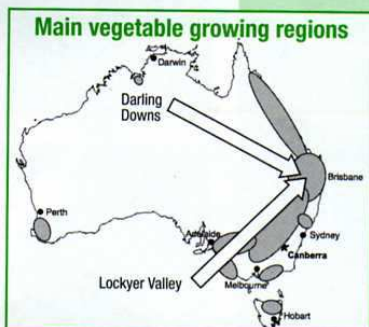 Main vegetable growing regions
Darwin
Darling
Downs
Brisbane
Perth
Adelaide
Sydney
Canberra
Lockyer Valley
Melbourne
Hobart